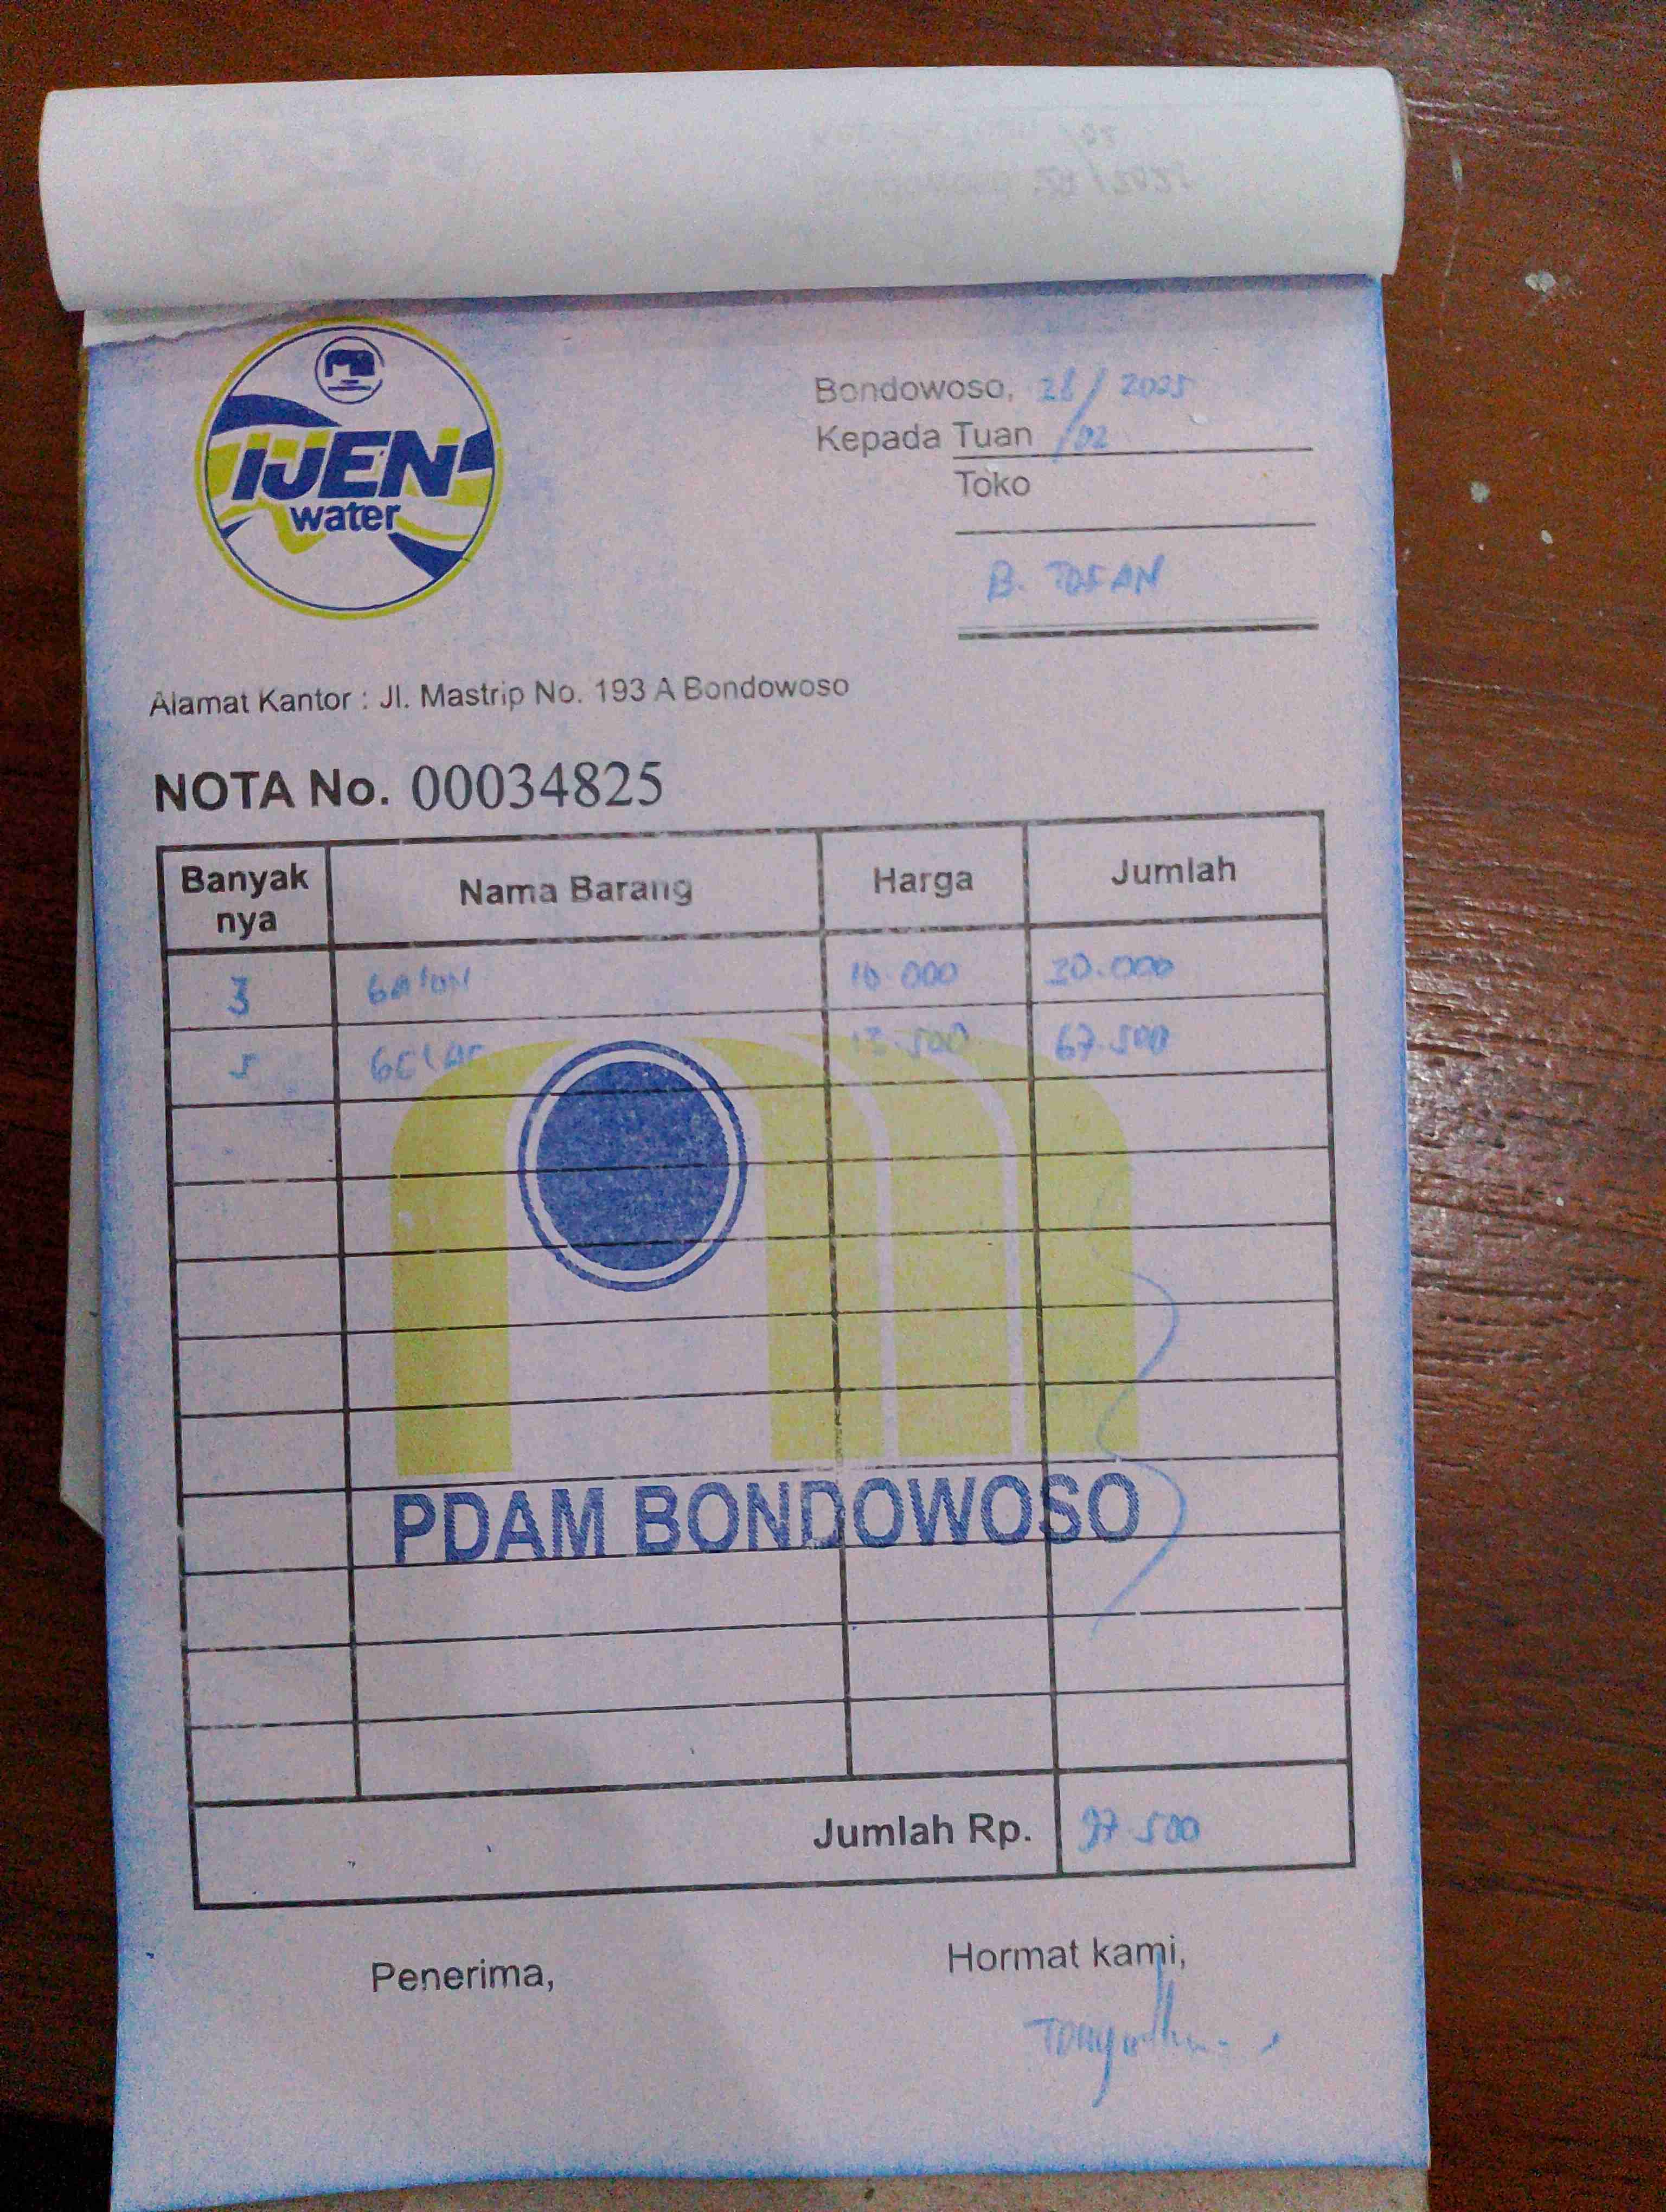 IJEN
water
Bondowoso, 28/02 2025
Kepada Tuan
Toko
B. TOSAN
Alamat Kantor : Jl. Mastrip No. 193 A Bondowoso
NOTA No. 00034825
Banyak nya Nama Barang Harga Jumlah
3 GALON 10.000 30.000
5 GELAS 13.500 67.500
PDAM BONDOWOSO
Jumlah Rp. 97.500
Penerima, Hormat kami,